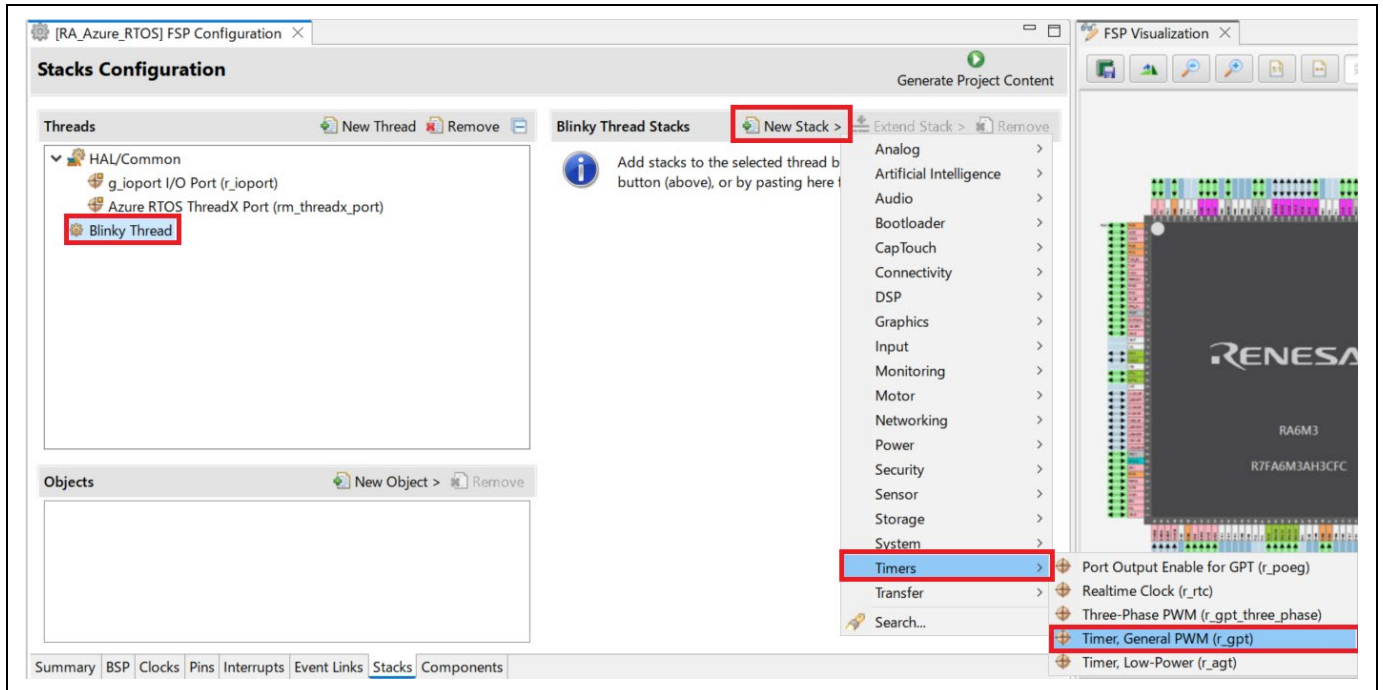 [RA_Azure_RTOS] FSP Configuration
FSP Visualization
Stacks Configuration
Generate Project Content
Threads
New Thread
Remove
HAL/Common
g_ioport I/O Port (r_ioport)
Azure RTOS ThreadX Port (rm_threadx_port)
Blinky Thread
Objects
New Object >
Remove
Blinky Thread Stacks
New Stack >
Extend Stack >
Remove
Add stacks to the selected thread b
button (above), or by pasting here f
Analog
Artificial Intelligence
Audio
Bootloader
CapTouch
Connectivity
DSP
Graphics
Input
Monitoring
Motor
Networking
Power
Security
Sensor
Storage
System
Timers
Transfer
Search...
Port Output Enable for GPT (r_poeg)
Realtime Clock (r_rtc)
Three-Phase PWM (r_gpt_three_phase)
Timer, General PWM (r_gpt)
Timer, Low-Power (r_agt)
RENESA
RA6M3
R7FA6M3AH3CFC
Summary BSP Clocks Pins Interrupts Event Links Stacks Components